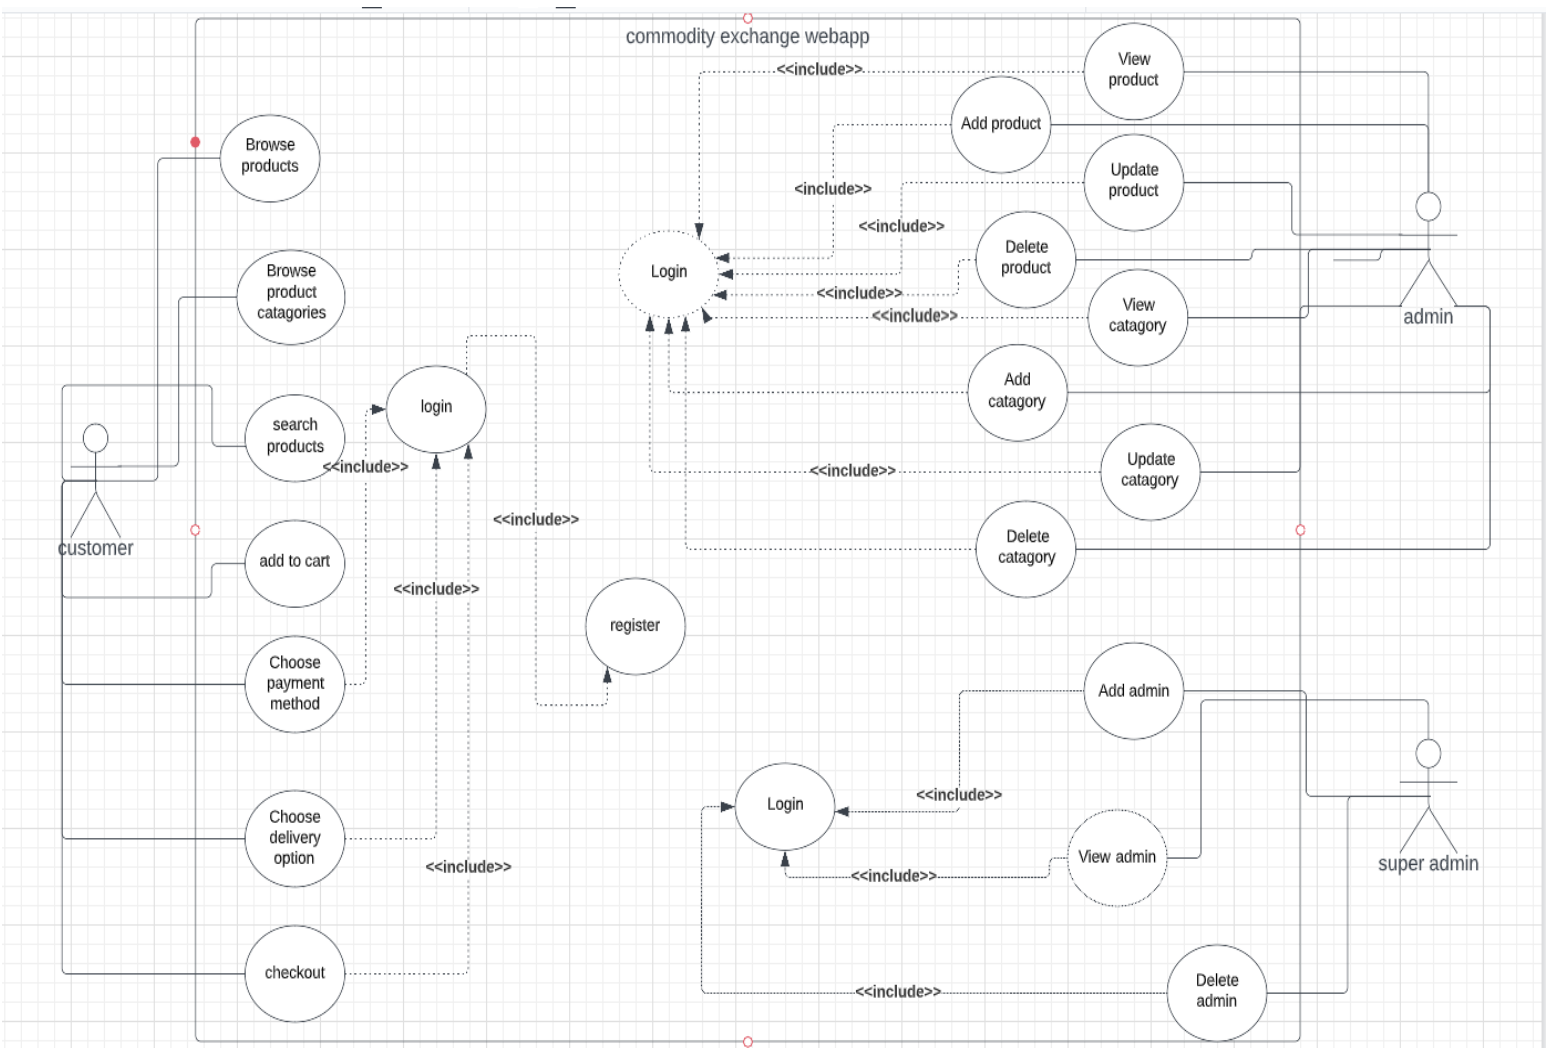 commodity exchange webapp
View
product
<<include>>
Add product
Update
product
<include>>
<<include>>
Delete
product
Login
<<include>>
View
catagory
<<include>>
admin
Add
catagory
Update
catagory
<<include>>
Delete
catagory
Browse
products
Browse
product
catagories
search
products
<<include>>
login
customer
<<include>>
add to cart
<<include>>
register
Choose
payment
method
Choose
delivery
option
<<include>>
checkout
Add admin
<<include>>
Login
View admin
<<include>>
super admin
Delete
admin
<<include>>